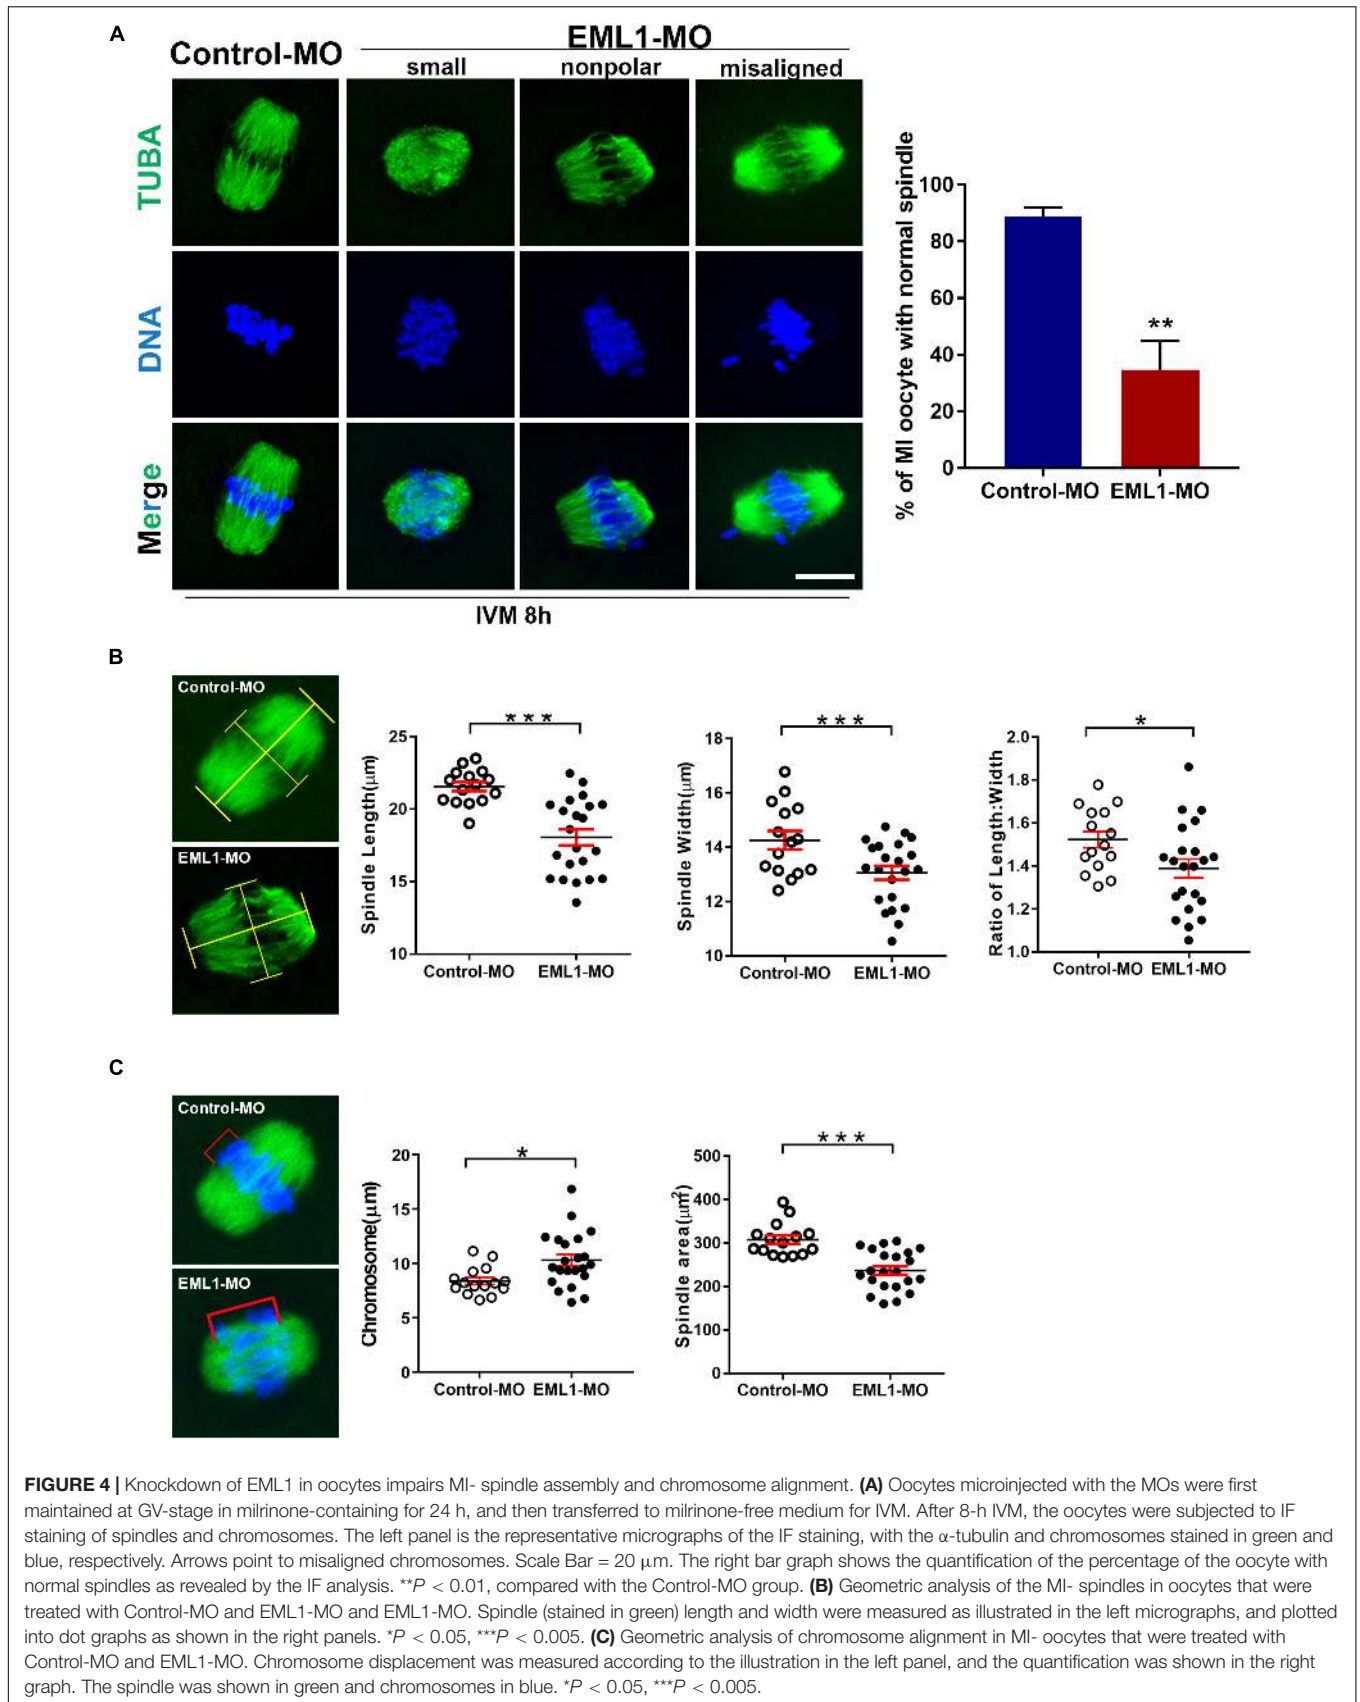 A
Control-MO
EML1-MO
small
nonpolar
misaligned
TUBA
DNA
Merge
IVM 8h
% of MI oocyte with normal spindle
100
80
60
40
20
0
**
Control-MO
EML1-MO
B
Control-MO
EML1-MO
Spindle Length(μm)
25
20
15
10
***
Control-MO
EML1-MO
Spindle Width(μm)
18
16
14
12
10
***
Control-MO
EML1-MO
Ratio of Length:Width
2.0
1.8
1.6
1.4
1.2
1.0
*
Control-MO
EML1-MO
C
Control-MO
EML1-MO
Chromosome(μm)
20
15
10
5
0
*
Control-MO
EML1-MO
Spindle area(μm²)
500
400
300
200
100
0
***
Control-MO
EML1-MO
FIGURE 4 | Knockdown of EML1 in oocytes impairs MI- spindle assembly and chromosome alignment. (A) Oocytes microinjected with the MOs were first
maintained at GV-stage in milrinone-containing for 24 h, and then transferred to milrinone-free medium for IVM. After 8-h IVM, the oocytes were subjected to IF
staining of spindles and chromosomes. The left panel is the representative micrographs of the IF staining, with the α-tubulin and chromosomes stained in green and
blue, respectively. Arrows point to misaligned chromosomes. Scale Bar = 20 μm. The right bar graph shows the quantification of the percentage of the oocyte with
normal spindles as revealed by the IF analysis. **P < 0.01, compared with the Control-MO group. (B) Geometric analysis of the MI- spindles in oocytes that were
treated with Control-MO and EML1-MO and EML1-MO. Spindle (stained in green) length and width were measured as illustrated in the left micrographs, and plotted
into dot graphs as shown in the right panels. *P < 0.05, ***P < 0.005. (C) Geometric analysis of chromosome alignment in MI- oocytes that were treated with
Control-MO and EML1-MO. Chromosome displacement was measured according to the illustration in the left panel, and the quantification was shown in the right
graph. The spindle was shown in green and chromosomes in blue. *P < 0.05, ***P < 0.005.